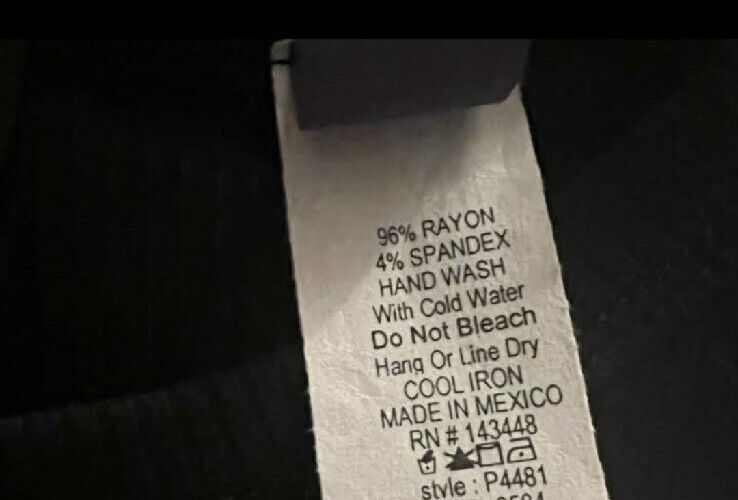 96% RAYON
4% SPANDEX
HAND WASH
With Cold Water
Do Not Bleach
Hang Or Line Dry
COOL IRON
MADE IN MEXICO
RN # 143448
style : P4481